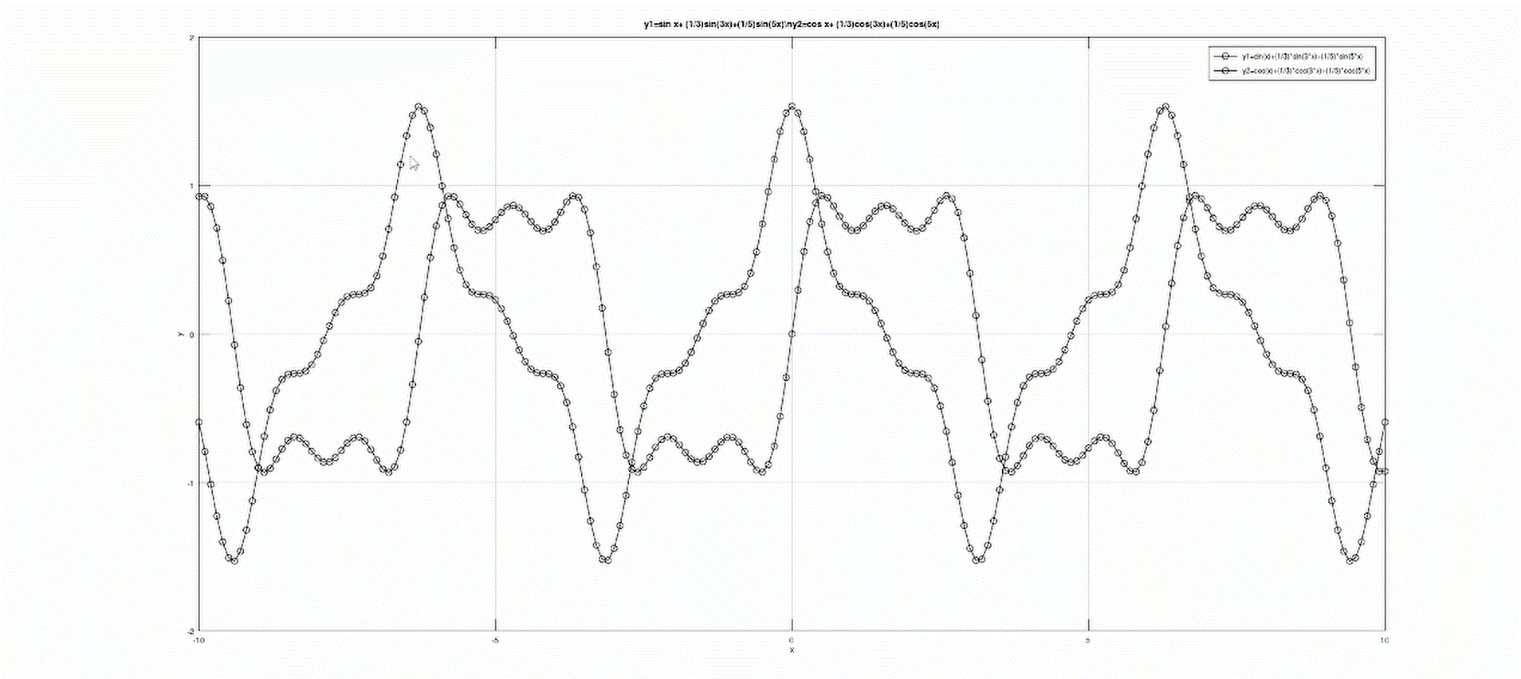 y1=sin x+ (1/3)sin(3x)+(1/5)sin(5x)\ny2=cos x+ (1/3)cos(3x)+(1/5)cos(5x)
y1=sin(x)+(1/3)*sin(3*x)+(1/5)*sin(5*x)
y2=cos(x)+(1/3)*cos(3*x)+(1/5)*cos(5*x)
2
1
y
0
-1
-2
-10 -5 0 5 10
x